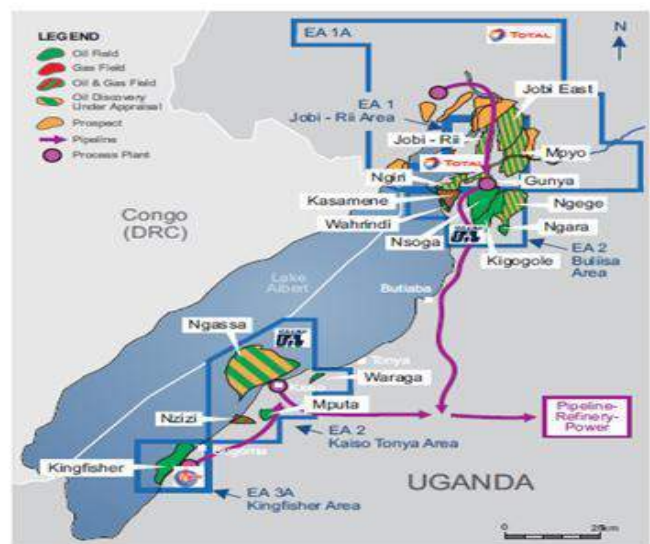 EA 1A
TOTAL
N
LEGEND
Oil Field
Gas Field
Oil & Gas Field
Oil Discovery
Under Appraisal
Prospect
Pipeline
Process Plant
EA 1
Jobi - Rii Area
Jobi East
Jobi - Rii
Mpyo
TOTAL
Ngiri
Gunya
Kasamene
Ngege
Wahrindi
Ngara
Nsoga
Kigogole
EA 2
Buliisa
Area
Congo
(DRC)
Lake
Albert
Butiaba
Ngassa
Tonya
Waraga
Nzizi
Mputa
Pipeline-
Refinery-
Power
EA 2
Kaiso Tonya Area
Kingfisher
UGANDA
EA 3A
Kingfisher Area
0 25km